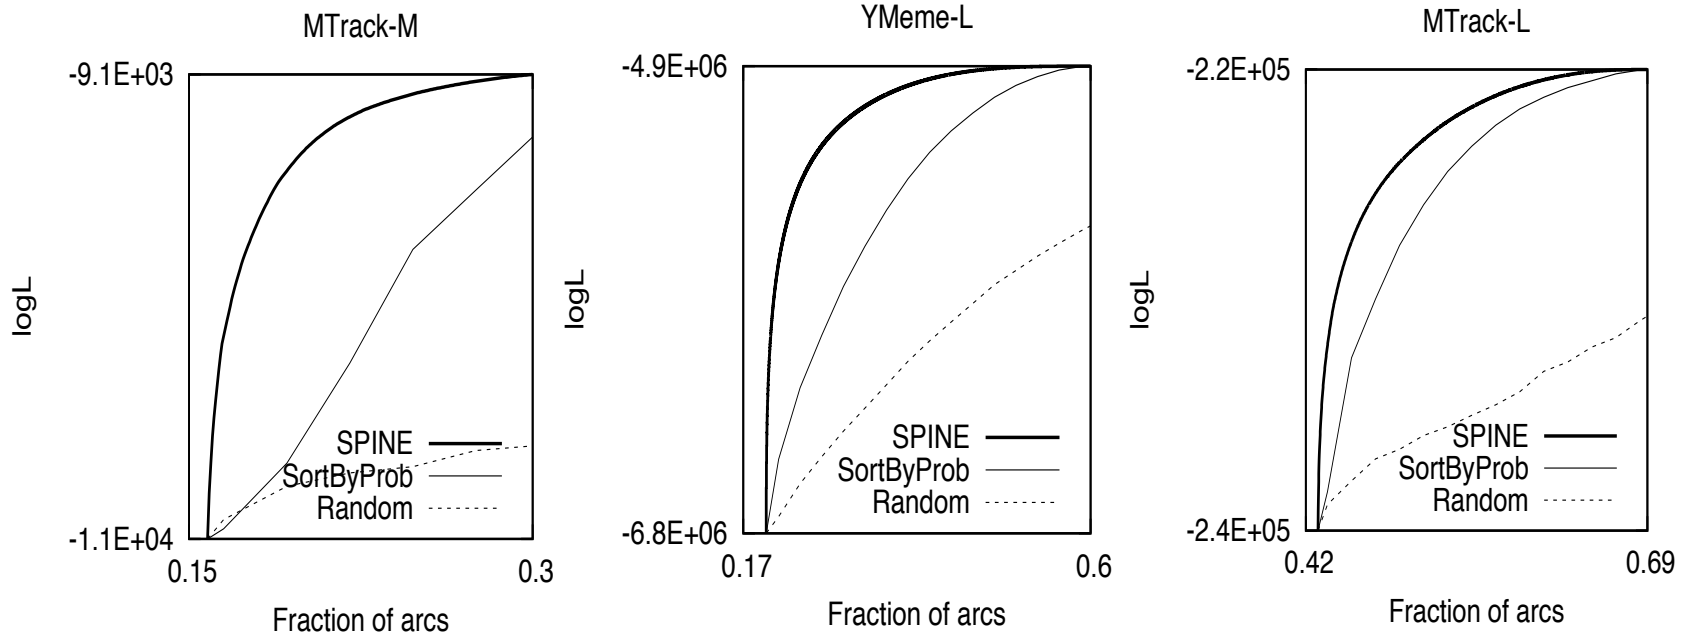 MTrack-M
-9.1E+03
logL
SPINE
SortByProb
Random
-1.1E+04
0.15
0.3
Fraction of arcs
YMeme-L
-4.9E+06
logL
SPINE
SortByProb
Random
-6.8E+06
0.17
0.6
Fraction of arcs
MTrack-L
-2.2E+05
logL
SPINE
SortByProb
Random
-2.4E+05
0.42
0.69
Fraction of arcs